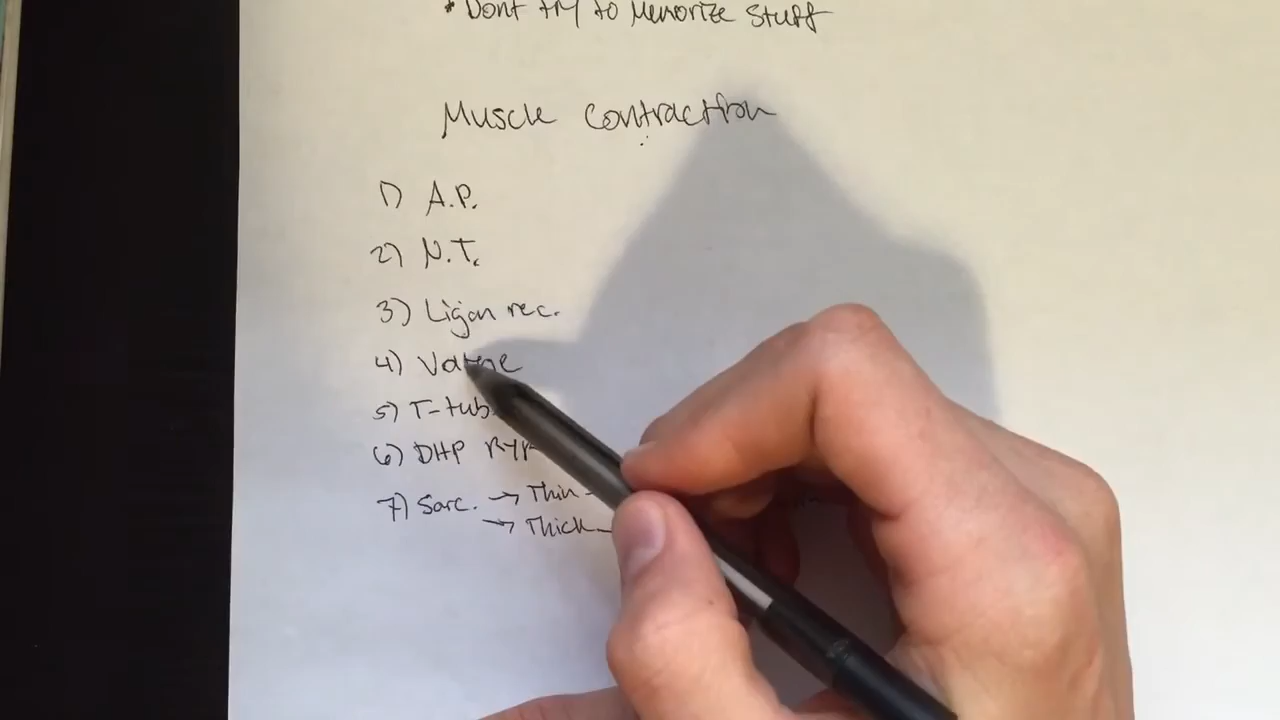 * Dont try to Memorize Stuff
Muscle Contraction
1) A.P.
2) N.T.
3) Ligan rec.
4)
5) T-tub
6) DHP RYR
7) Sarc. → Thin -
→ Thick -